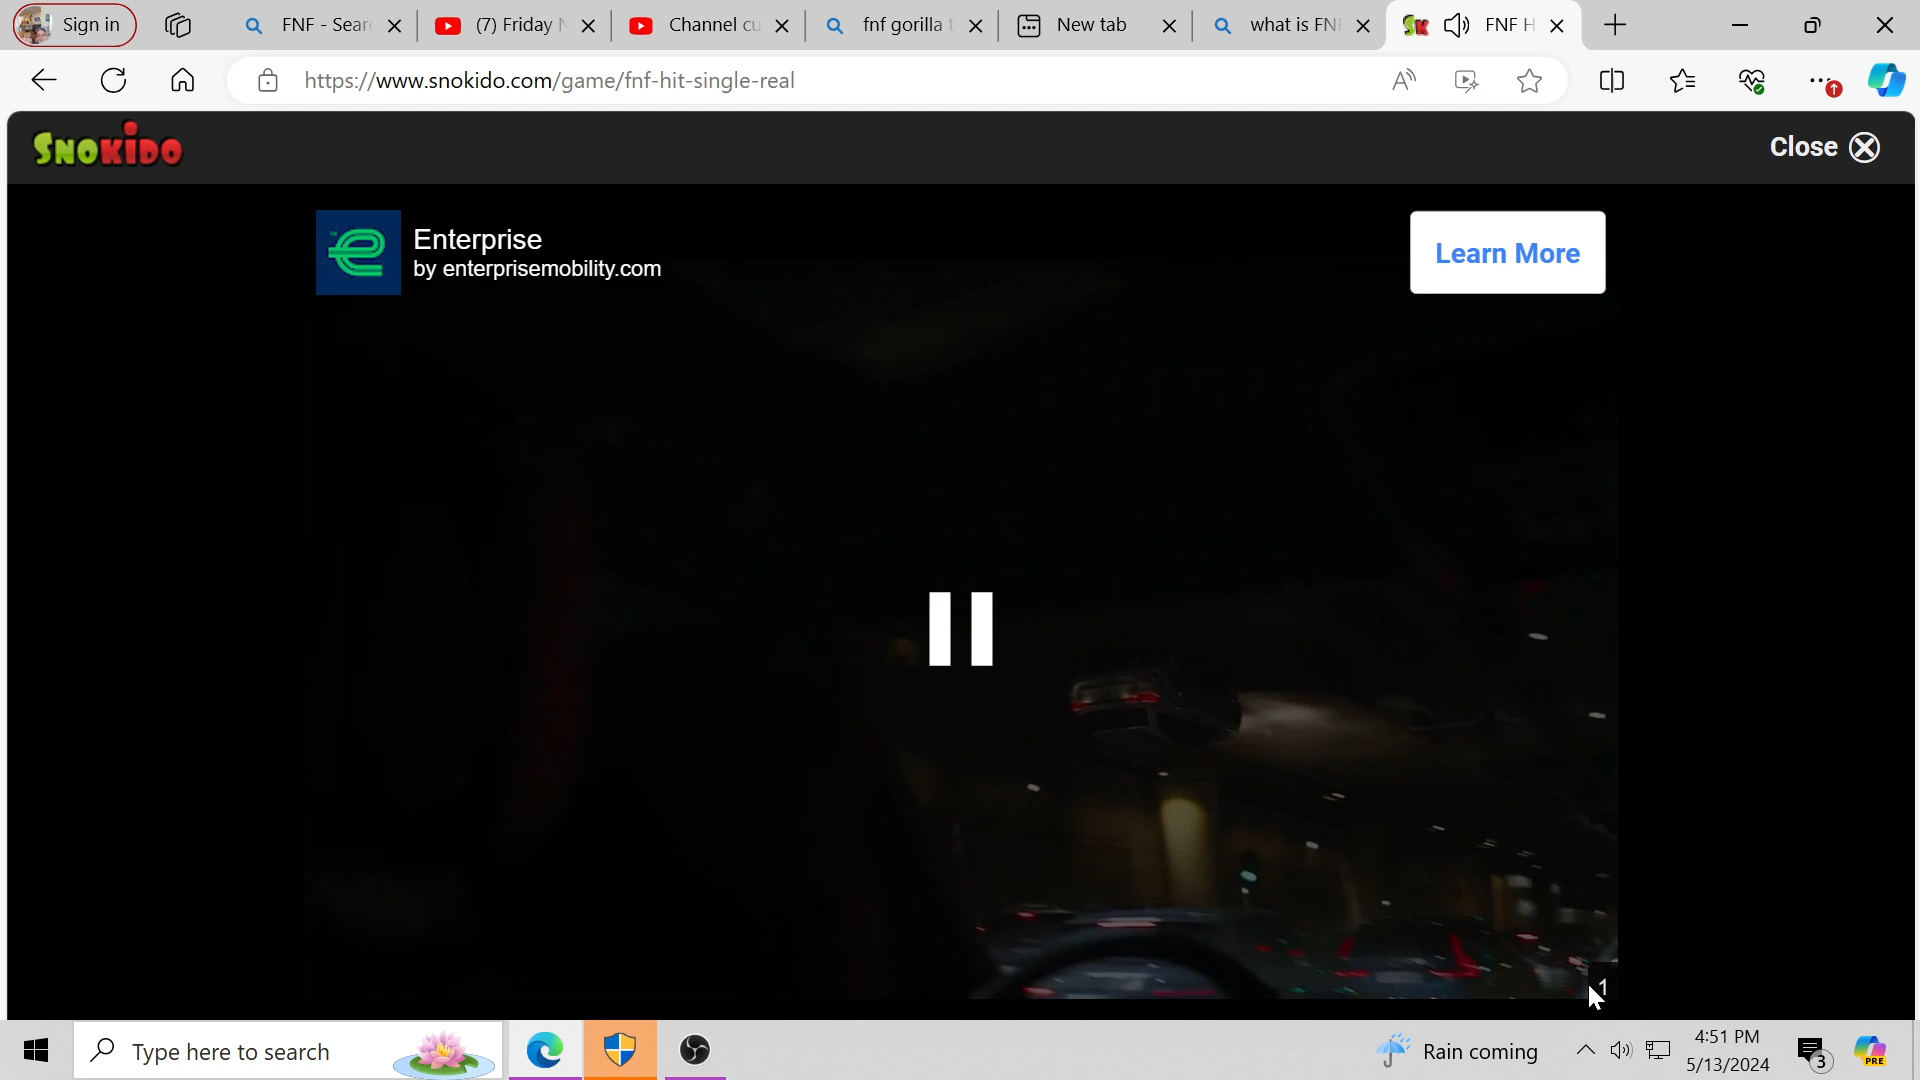 Sign in
FNF - Sear
(7) Friday N
Channel cu
fnf gorilla t
New tab
what is FNF
FNF H
https://www.snokido.com/game/fnf-hit-single-real
SNOKIDO
Close
Enterprise
by enterprisemobility.com
Learn More
1
Type here to search
Rain coming
4:51 PM
5/13/2024
3
PRE